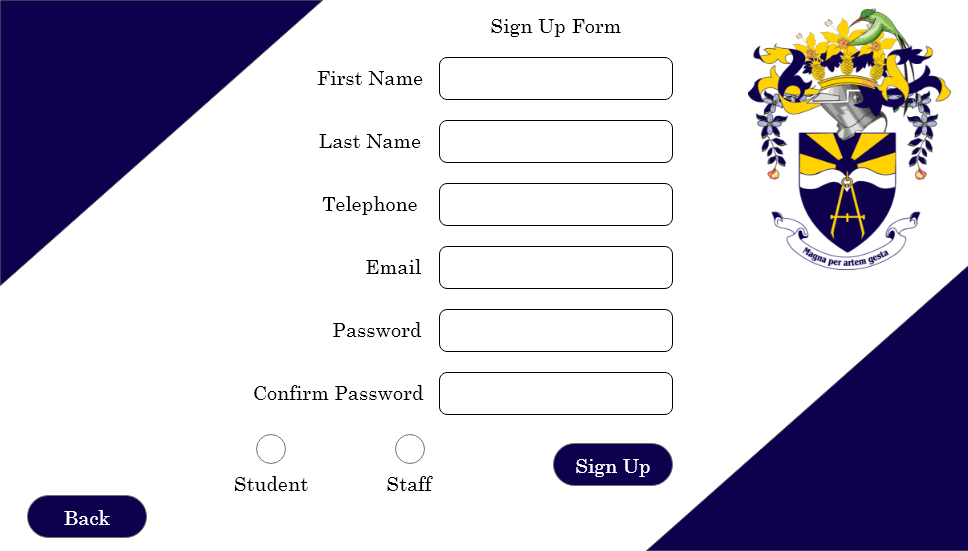 Sign Up Form
First Name
Last Name
Telephone
Email
Password
Confirm Password
Student
Staff
Sign Up
Back
Magna per artem gesta